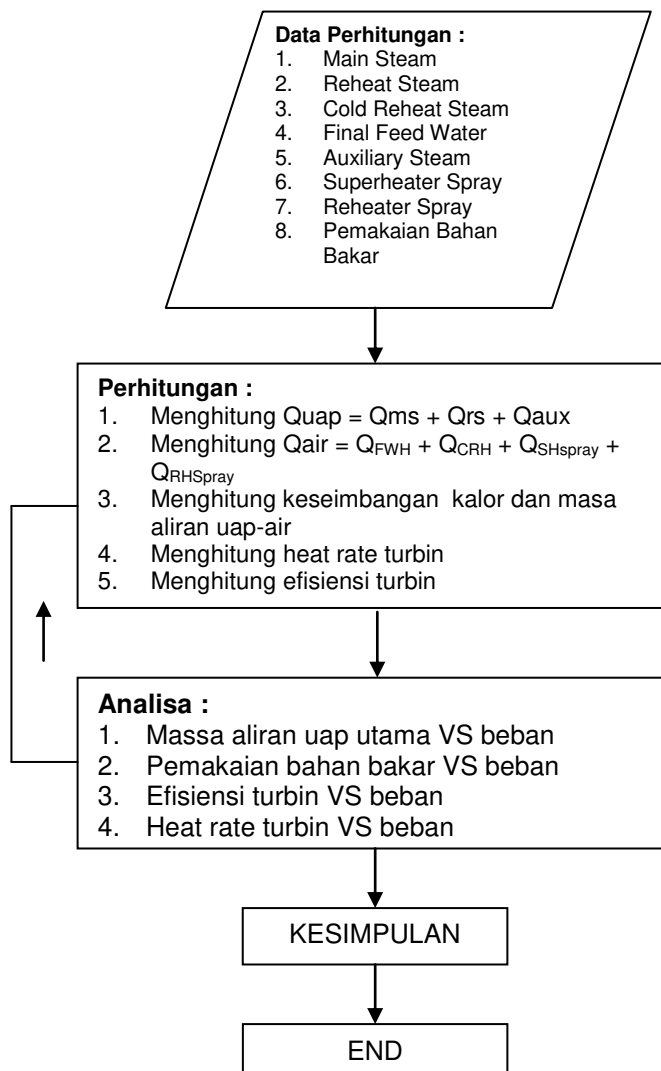 Data Perhitungan :
1. Main Steam
2. Reheat Steam
3. Cold Reheat Steam
4. Final Feed Water
5. Auxiliary Steam
6. Superheater Spray
7. Reheater Spray
8. Pemakaian Bahan
Bakar
Perhitungan :
1. Menghitung Quap = Qms + Qrs + Qaux
2. Menghitung Qair = QFWH + QCRH + QSHspray +
QRHSpray
3. Menghitung keseimbangan kalor dan masa
aliran uap-air
4. Menghitung heat rate turbin
5. Menghitung efisiensi turbin
Analisa :
1. Massa aliran uap utama VS beban
2. Pemakaian bahan bakar VS beban
3. Efisiensi turbin VS beban
4. Heat rate turbin VS beban
KESIMPULAN
END